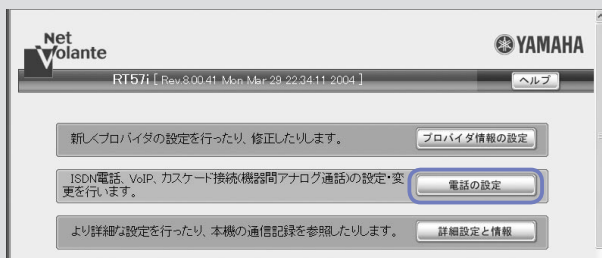 Net
Volante
YAMAHA
RT57i [ Rev.8.00.41 Mon Mar 29 22:34:11 2004 ]
ヘルプ
新しくプロバイダの設定を行ったり、修正したりします。
プロバイダ情報の設定
ISDN電話、VoIP、カスケード接続(機器間アナログ通話)の設定・変
更を行います。
電話の設定
より詳細な設定を行ったり、本機の通信記録を参照したりします。
詳細設定と情報